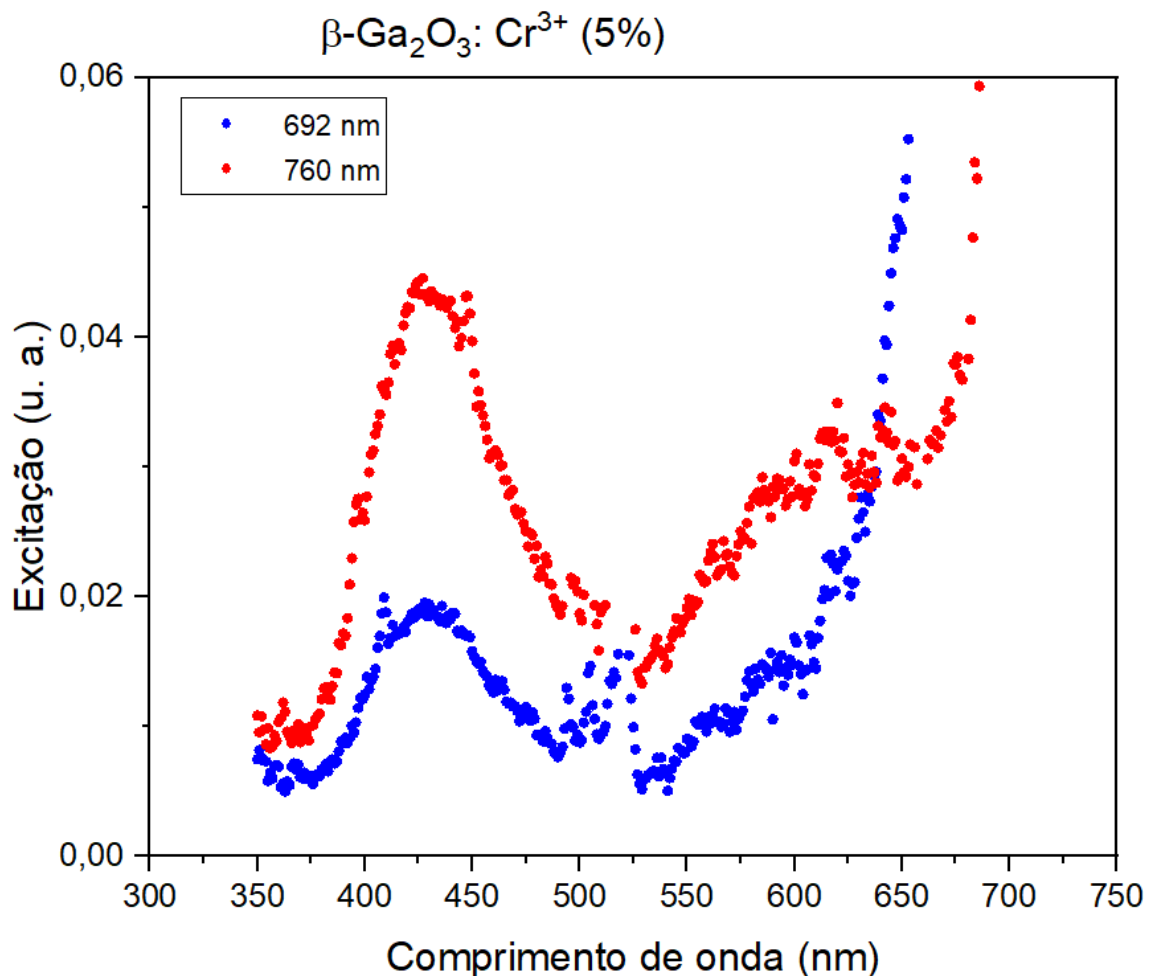 β-Ga₂O₃: Cr³⁺ (5%)
0,06
692 nm
760 nm
0,04
Excitação (u. a.)
0,02
0,00
300 350 400 450 500 550 600 650 700 750
Comprimento de onda (nm)